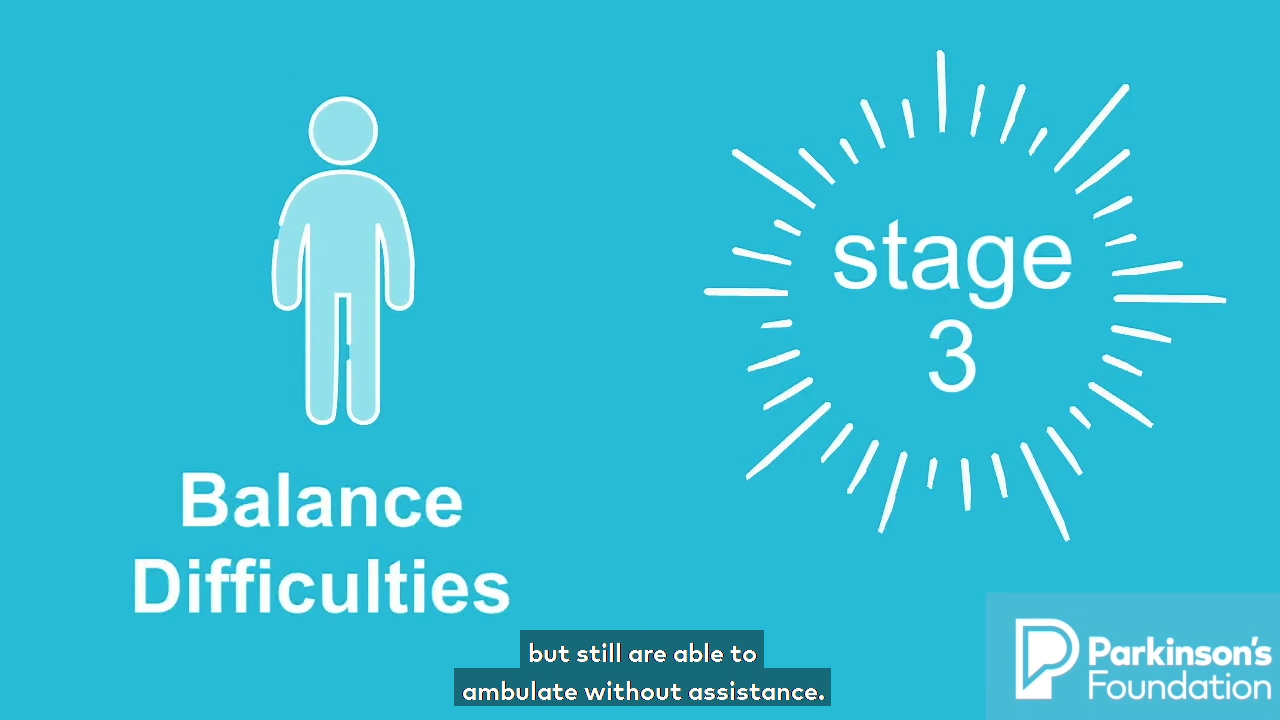 stage
3
Balance
Difficulties
but still are able to
ambulate without assistance.
Parkinson's
Foundation